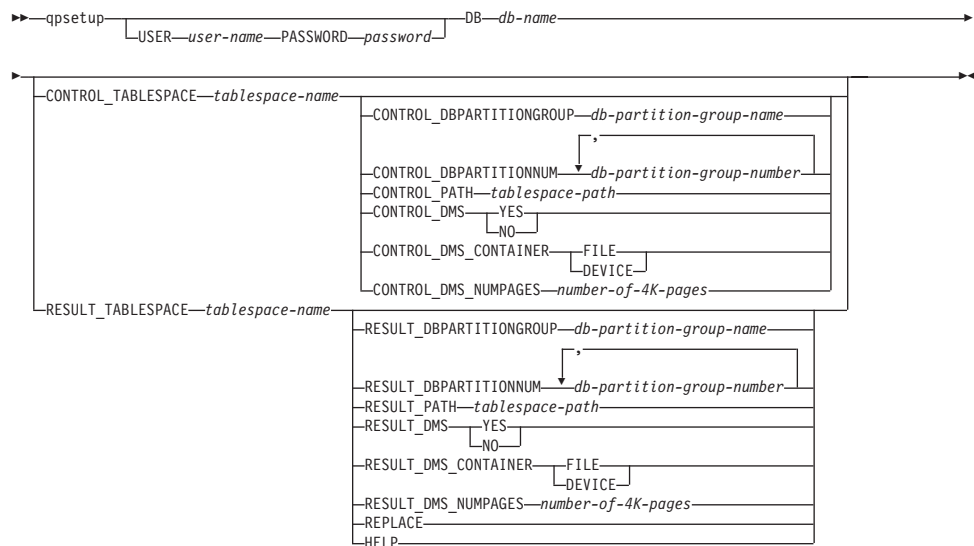 qpsetup DB db-name
USER user-name PASSWORD password
CONTROL_TABLESPACE tablespace-name
CONTROL_DBPARTITIONGROUP db-partition-group-name
,
CONTROL_DBPARTITIONNUM db-partition-group-number
CONTROL_PATH tablespace-path
CONTROL_DMS YES
NO
CONTROL_DMS_CONTAINER FILE
DEVICE
CONTROL_DMS_NUMPAGES number-of-4K-pages
RESULT_TABLESPACE tablespace-name
RESULT_DBPARTITIONGROUP db-partition-group-name
,
RESULT_DBPARTITIONNUM db-partition-group-number
RESULT_PATH tablespace-path
RESULT_DMS YES
NO
RESULT_DMS_CONTAINER FILE
DEVICE
RESULT_DMS_NUMPAGES number-of-4K-pages
REPLACE
HELP